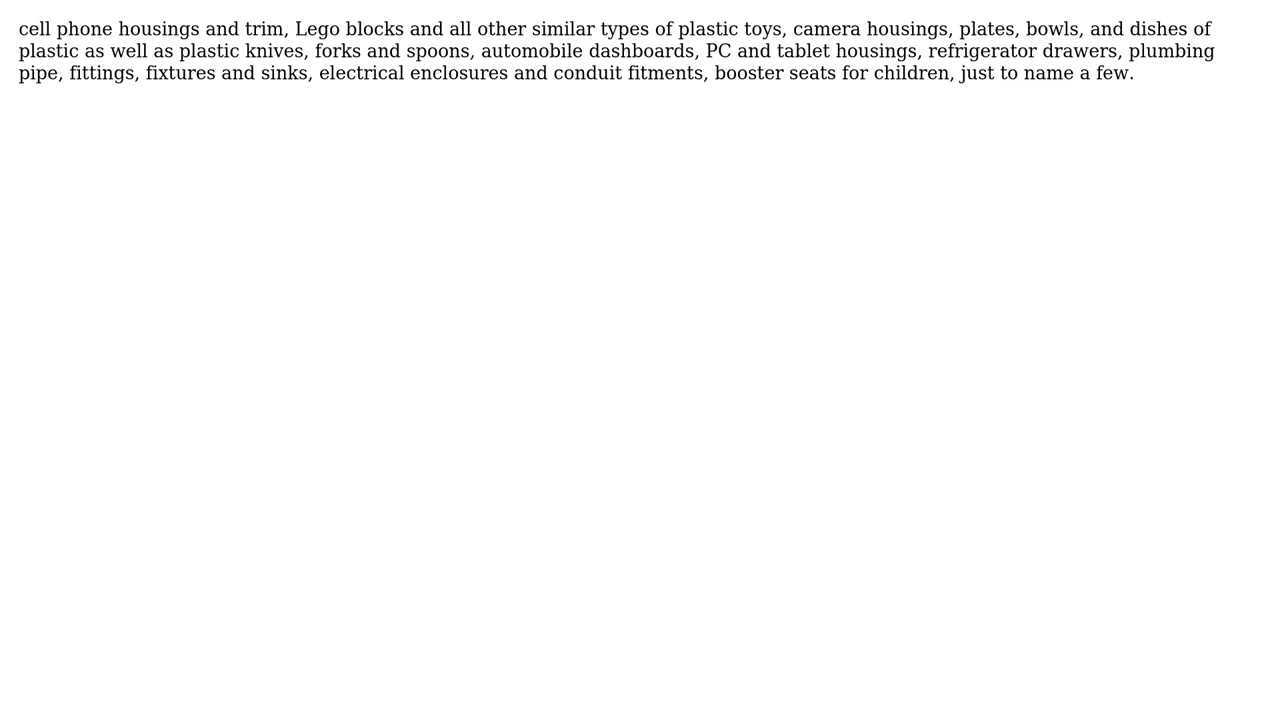 cell phone housings and trim, Lego blocks and all other similar types of plastic toys, camera housings, plates, bowls, and dishes of
plastic as well as plastic knives, forks and spoons, automobile dashboards, PC and tablet housings, refrigerator drawers, plumbing
pipe, fittings, fixtures and sinks, electrical enclosures and conduit fitments, booster seats for children, just to name a few.